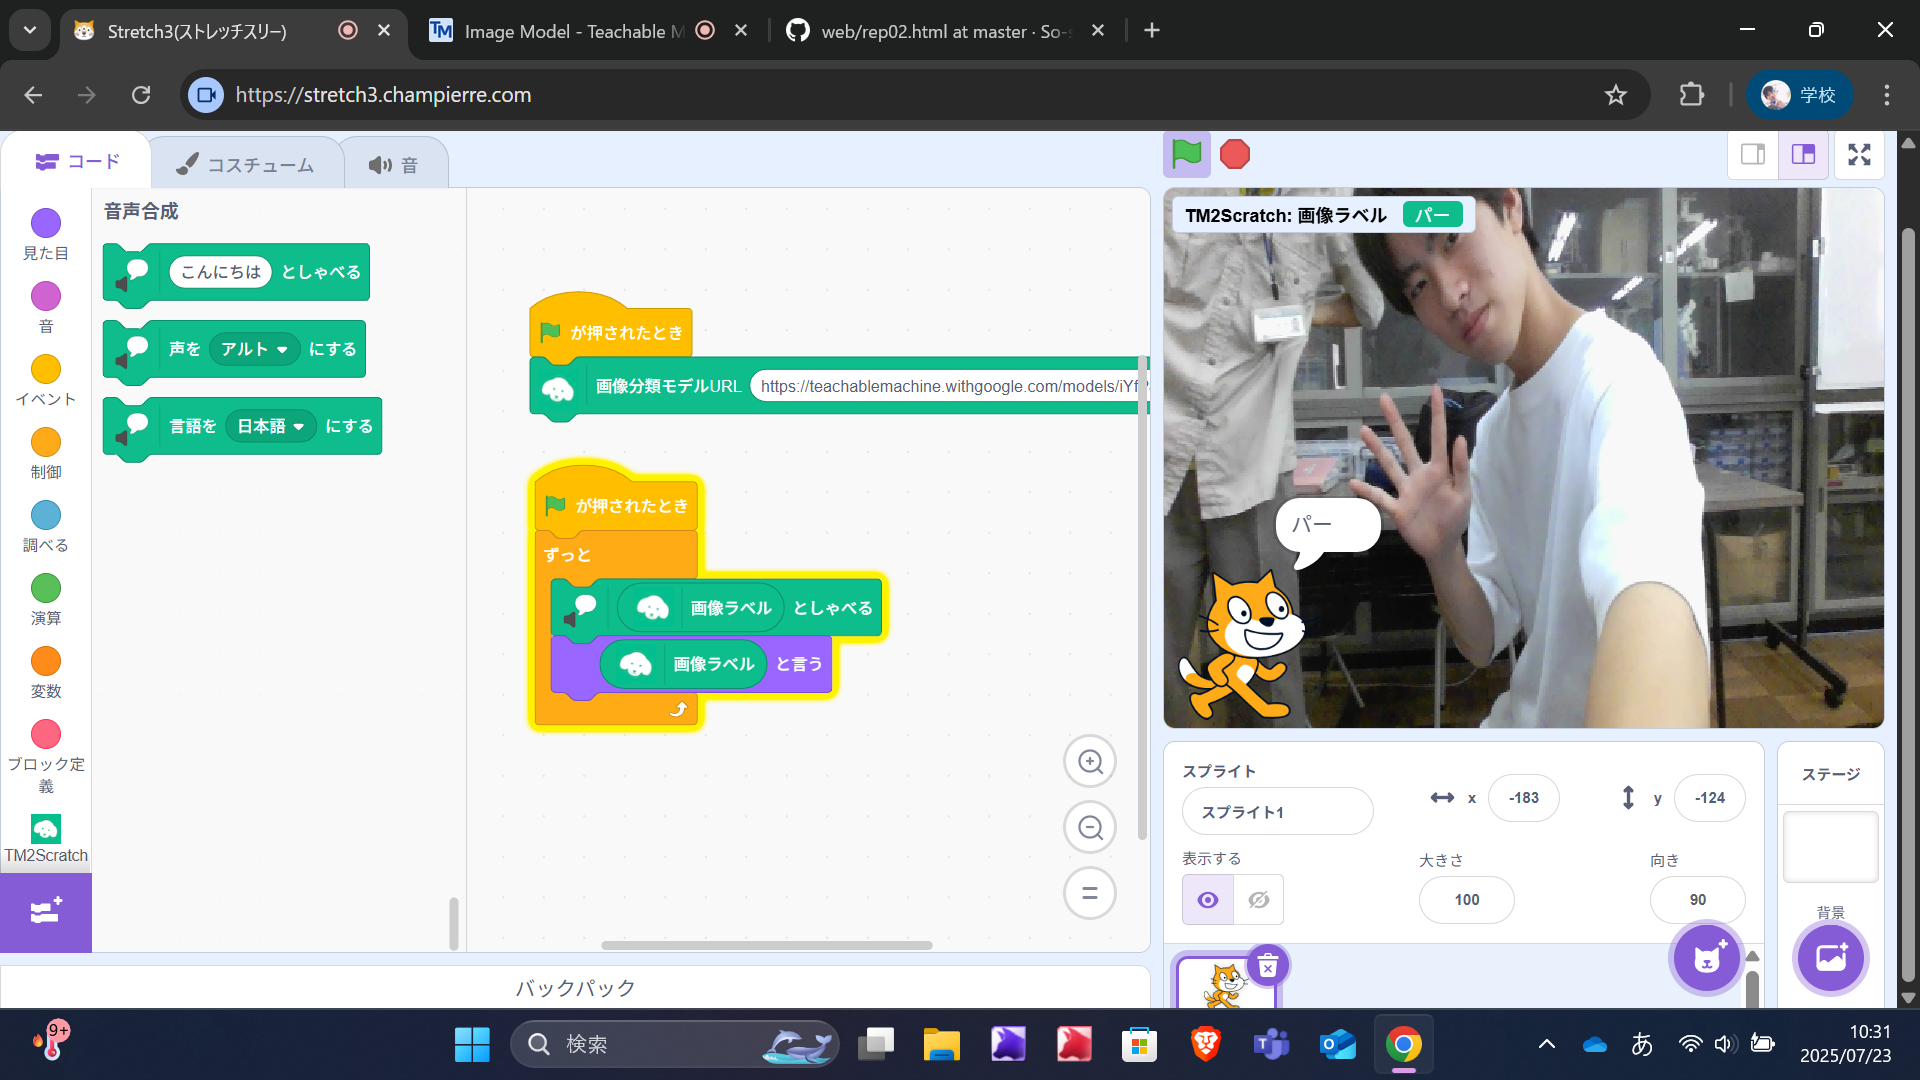 Stretch3(ストレッチスリー)
Image Model - Teachable M
web/rep02.html at master · So-s
https://stretch3.champierre.com
学校
コード
コスチューム
音
見た目
音
イベント
制御
調べる
演算
変数
ブロック定
義
TM2Scratch
音声合成
こんにちは としゃべる
声を アルト にする
言語を 日本語 にする
が押されたとき
画像分類モデルURL https://teachablemachine.withgoogle.com/models/iYf
が押されたとき
ずっと
画像ラベル としゃべる
画像ラベル と言う
バックパック
TM2Scratch: 画像ラベル パー
パー
スプライト
スプライト1
x -183
y -124
表示する
大きさ
100
向き
90
ステージ
背景
9+
検索
あ
10:31
2025/07/23